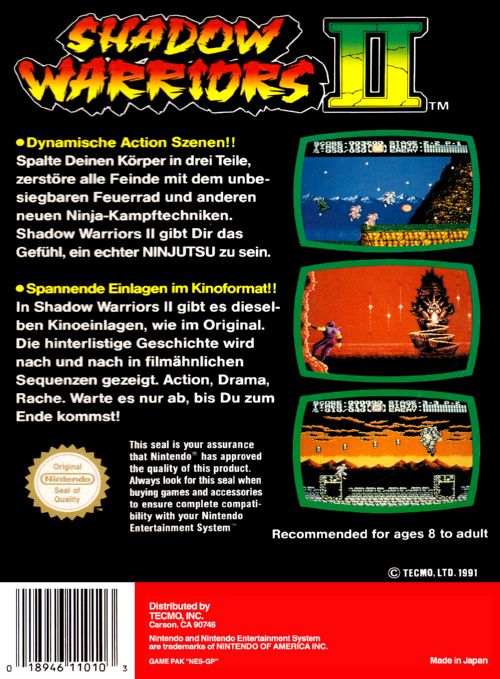 SHADOW
WARRIORS II™
●Dynamische Action Szenen!!
Spalte Deinen Körper in drei Teile,
zerstöre alle Feinde mit dem unbe-
siegbaren Feuerrad und anderen
neuen Ninja-Kampftechniken.
Shadow Warriors II gibt Dir das
Gefühl, ein echter NINJUTSU zu sein.
●Spannende Einlagen im Kinoformat!!
In Shadow Warriors II gibt es diesel-
ben Kinoeinlagen, wie im Original.
Die hinterlistige Geschichte wird
nach und nach in filmähnlichen
Sequenzen gezeigt. Action, Drama,
Rache. Warte es nur ab, bis Du zum
Ende kommst!
Original
Nintendo
Seal of
Quality
™
This seal is your assurance
that Nintendo® has approved
the quality of this product.
Always look for this seal when
buying games and accessories
to ensure complete compati-
bility with your Nintendo
Entertainment System™
Recommended for ages 8 to adult
© TECMO, LTD. 1991
Distributed by
TECMO, INC.
Carson, CA 90746
Nintendo and Nintendo Entertainment System
are trademarks of NINTENDO OF AMERICA INC.
GAME PAK "NES-GP"
Made in Japan
0 18946 11010 3